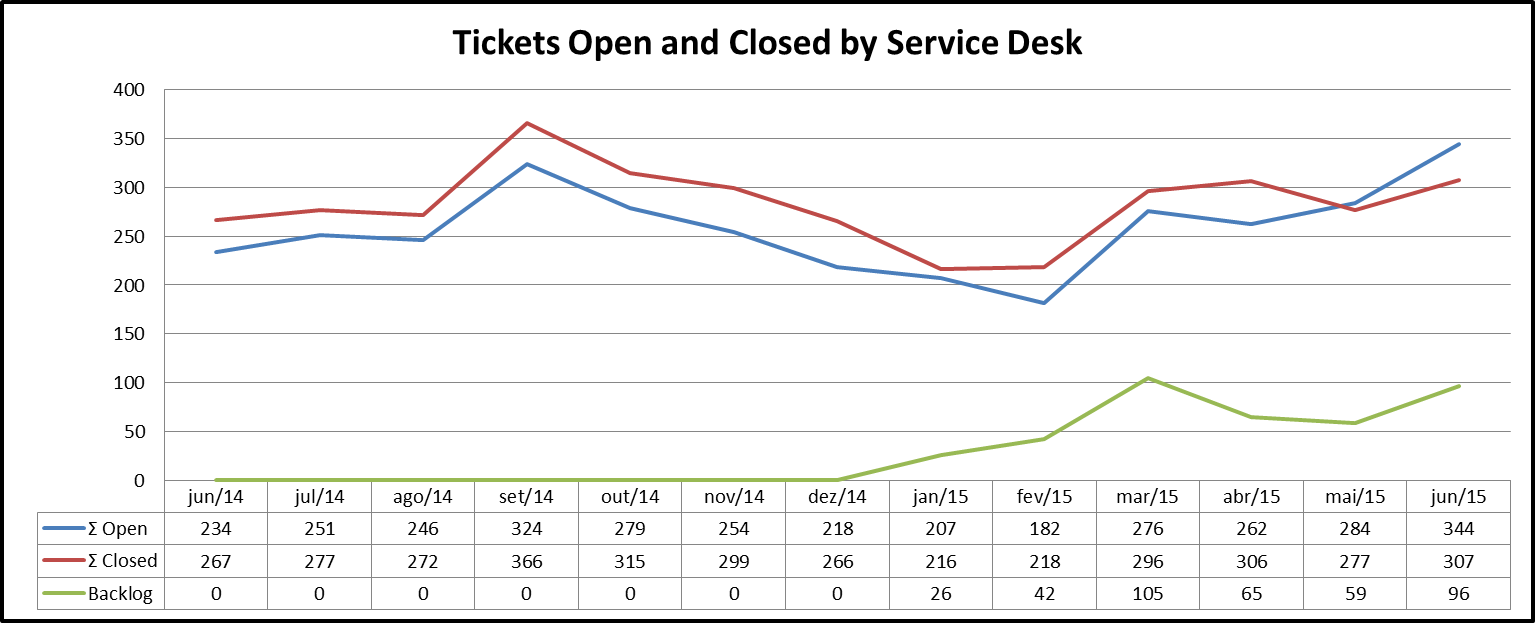 Tickets Open and Closed by Service Desk
400
350
300
250
200
150
100
50
0
jun/14 jul/14 ago/14 set/14 out/14 nov/14 dez/14 jan/15 fev/15 mar/15 abr/15 mai/15 jun/15
Σ Open 234 251 246 324 279 254 218 207 182 276 262 284 344
Σ Closed 267 277 272 366 315 299 266 216 218 296 306 277 307
Backlog 0 0 0 0 0 0 0 26 42 105 65 59 96